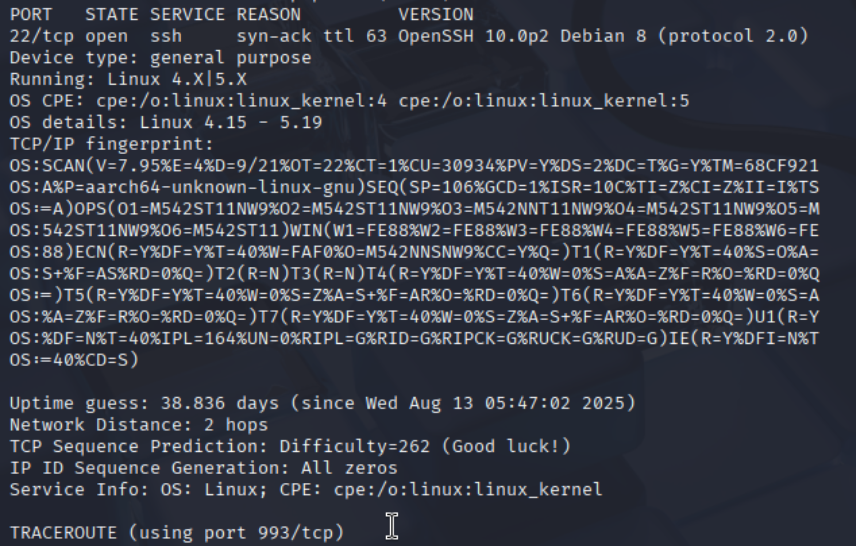 PORT   STATE SERVICE REASON         VERSION
22/tcp open  ssh     syn-ack ttl 63 OpenSSH 10.0p2 Debian 8 (protocol 2.0)
Device type: general purpose
Running: Linux 4.X|5.X
OS CPE: cpe:/o:linux:linux_kernel:4 cpe:/o:linux:linux_kernel:5
OS details: Linux 4.15 - 5.19
TCP/IP fingerprint:
OS:SCAN(V=7.95%E=4%D=9/21%OT=22%CT=1%CU=30934%PV=Y%DS=2%DC=T%G=Y%TM=68CF921
OS:A%P=aarch64-unknown-linux-gnu)SEQ(SP=106%GCD=1%ISR=10C%TI=Z%CI=Z%II=I%TS
OS:=A)OPS(O1=M542ST11NW9%O2=M542ST11NW9%O3=M542NNT11NW9%O4=M542ST11NW9%O5=M
OS:542ST11NW9%O6=M542ST11)WIN(W1=FE88%W2=FE88%W3=FE88%W4=FE88%W5=FE88%W6=FE
OS:88)ECN(R=Y%DF=Y%T=40%W=FAF0%O=M542NNSNW9%CC=Y%Q=)T1(R=Y%DF=Y%T=40%S=O%A=
OS:S+%F=AS%RD=0%Q=)T2(R=N)T3(R=N)T4(R=Y%DF=Y%T=40%W=0%S=A%A=Z%F=R%O=%RD=0%Q
OS:=)T5(R=Y%DF=Y%T=40%W=0%S=Z%A=S+%F=AR%O=%RD=0%Q=)T6(R=Y%DF=Y%T=40%W=0%S=A
OS:%A=Z%F=R%O=%RD=0%Q=)T7(R=Y%DF=Y%T=40%W=0%S=Z%A=S+%F=AR%O=%RD=0%Q=)U1(R=Y
OS:%DF=N%T=40%IPL=164%UN=0%RIPL=G%RID=G%RIPCK=G%RUCK=G%RUD=G)IE(R=Y%DFI=N%T
OS:=40%CD=S)
Uptime guess: 38.836 days (since Wed Aug 13 05:47:02 2025)
Network Distance: 2 hops
TCP Sequence Prediction: Difficulty=262 (Good luck!)
IP ID Sequence Generation: All zeros
Service Info: OS: Linux; CPE: cpe:/o:linux:linux_kernel
TRACEROUTE (using port 993/tcp)